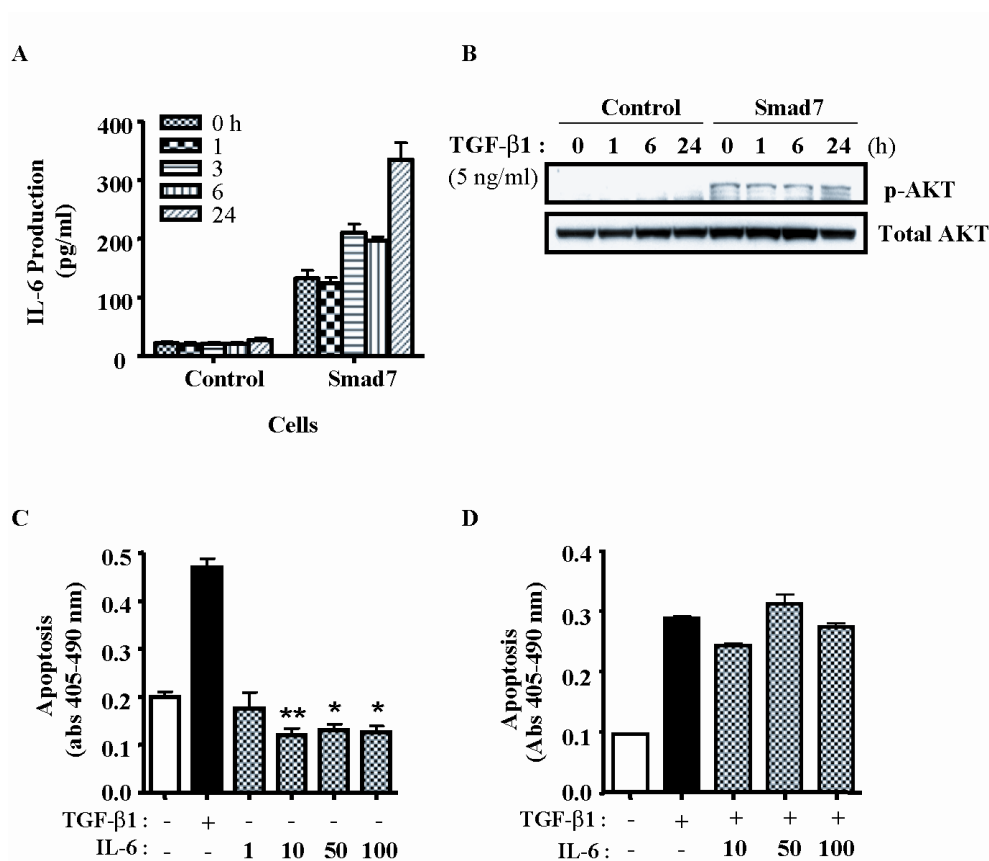 A
400
300
200
100
0
IL-6 Production
(pg/ml)
0 h
1
3
6
24
Control Smad7
Cells
B
Control Smad7
TGF-β1 : 0 1 6 24 0 1 6 24 (h)
(5 ng/ml)
p-AKT
Total AKT
C
0.5
0.4
0.3
0.2
0.1
0.0
Apoptosis
(abs 405-490 nm)
** * *
TGF-β1 : - + - - - -
IL-6 : - - 1 10 50 100
D
0.4
0.3
0.2
0.1
0.0
Apoptosis
(Abs 405-490 nm)
TGF-β1 : - + + + +
IL-6 : - - 10 50 100